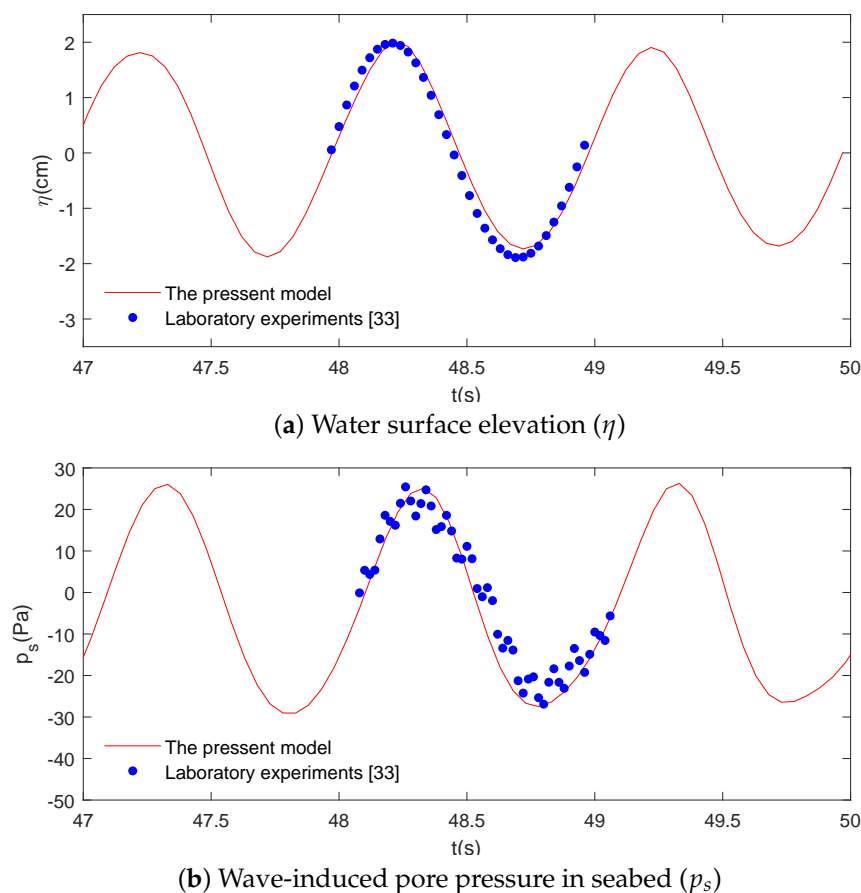 2
1
0
-1
-2
-3
η(cm)
The pressent model
Laboratory experiments [33]
47 47.5 48 48.5 49 49.5 50
t(s)
(a) Water surface elevation (η)
30
20
10
0
-10
-20
-30
-40
-50
p_s(Pa)
The pressent model
Laboratory experiments [33]
47 47.5 48 48.5 49 49.5 50
t(s)
(b) Wave-induced pore pressure in seabed (p_s)